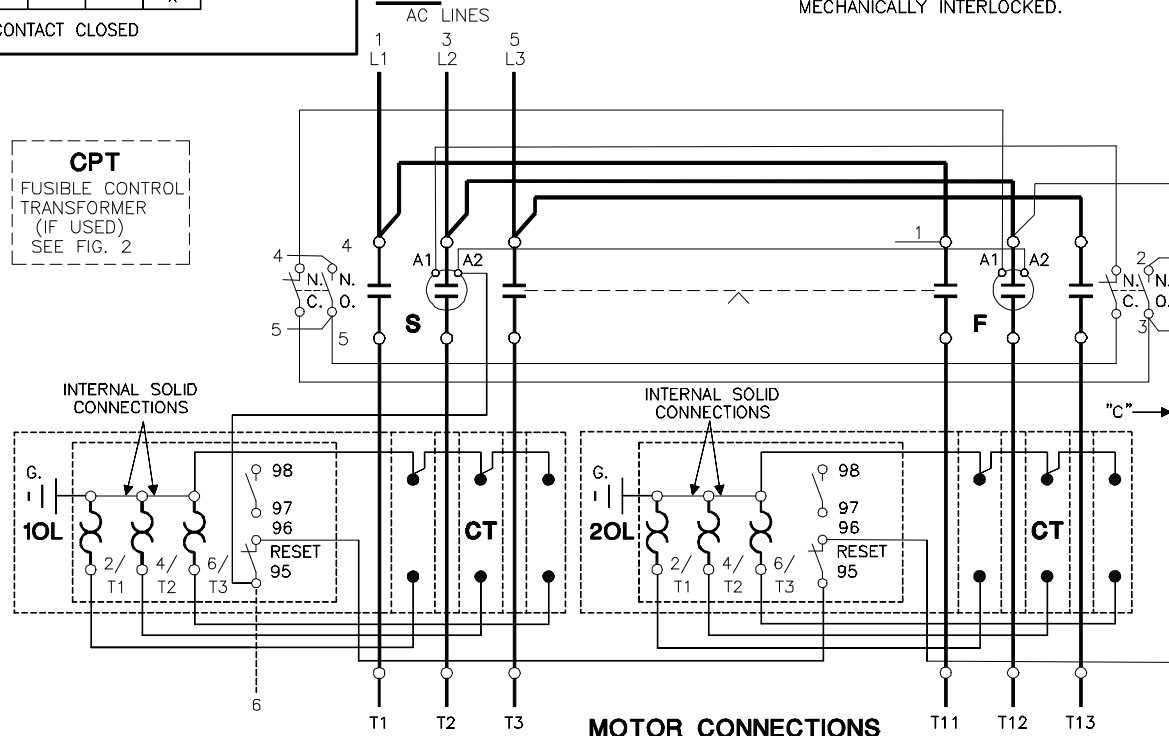 x
CONTACT CLOSED
AC LINES
MECHANICALLY INTERLOCKED.
1 3 5
L1 L2 L3
CPT
FUSIBLE CONTROL
TRANSFORMER
(IF USED)
SEE FIG. 2
4 4
N. N.
C. O.
5 5
A1 A2
S
1
A1 A2
F
2
N. N.
C. O.
3
INTERNAL SOLID
CONNECTIONS
INTERNAL SOLID
CONNECTIONS
"C"
G.
1OL
98
97
96
RESET
95
2/ 4/ 6/
T1 T2 T3
CT
G.
2OL
98
97
96
RESET
95
2/ 4/ 6/
T1 T2 T3
CT
6
T1 T2 T3
T11 T12 T13
MOTOR CONNECTIONS